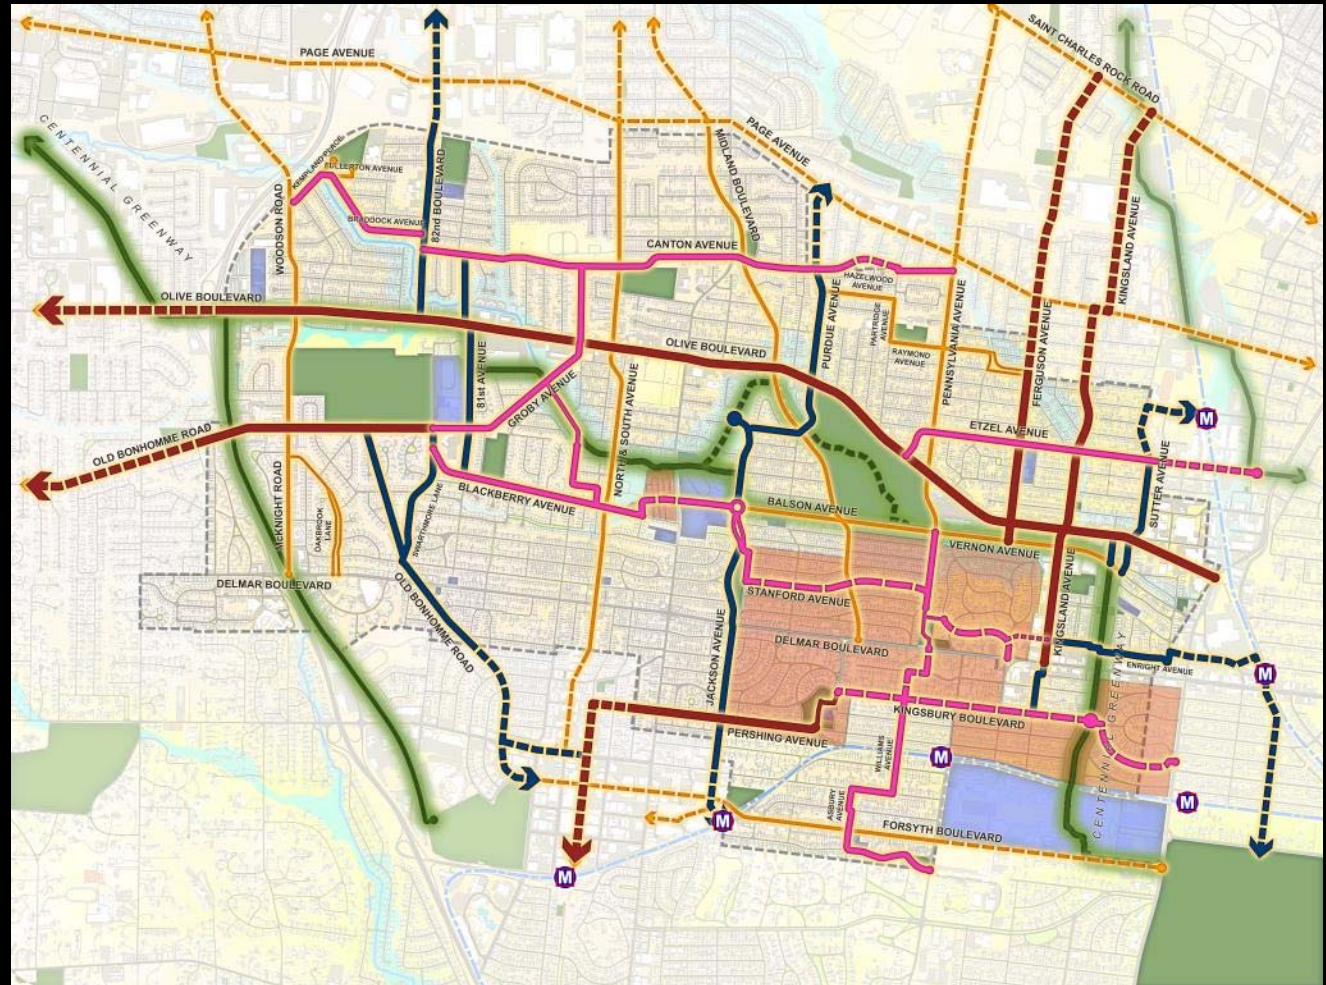 PAGE AVENUE
SAINT CHARLES ROCK ROAD
CENTENNIAL GREENWAY
KEMPLAND PLACE
FULLERTON AVENUE
82nd BOULEVARD
MIDLAND BOULEVARD
PAGE AVENUE
WOODSON ROAD
BRADDOCK AVENUE
CANTON AVENUE
KINGSLAND AVENUE
HAZELWOOD
AVENUE
OLIVE BOULEVARD
PURDUE AVENUE
PARTRIDGE
AVENUE
PENNSYLVANIA AVENUE
FERGUSON AVENUE
OLIVE BOULEVARD
RAYMOND
AVENUE
81st AVENUE
GROBY AVENUE
NORTH & SOUTH AVENUE
OLD BONHOMME ROAD
ETZEL AVENUE
M
SUTTER AVENUE
McKNIGHT ROAD
OAKBROOK
LANE
SWARTHMORE LANE
BLACKBERRY AVENUE
BALSON AVENUE
VERNON AVENUE
DELMAR BOULEVARD
OLD BONHOMME ROAD
STANFORD AVENUE
KINGSLAND AVENUE
DELMAR BOULEVARD
ENRIGHT AVENUE
M
JACKSON AVENUE
KINGSBURY BOULEVARD
PERSHING AVENUE
WILLIAMS
AVENUE
M
CENTENNIAL GREENWAY
M
ASBURY
AVENUE
M
FORSYTH BOULEVARD
M